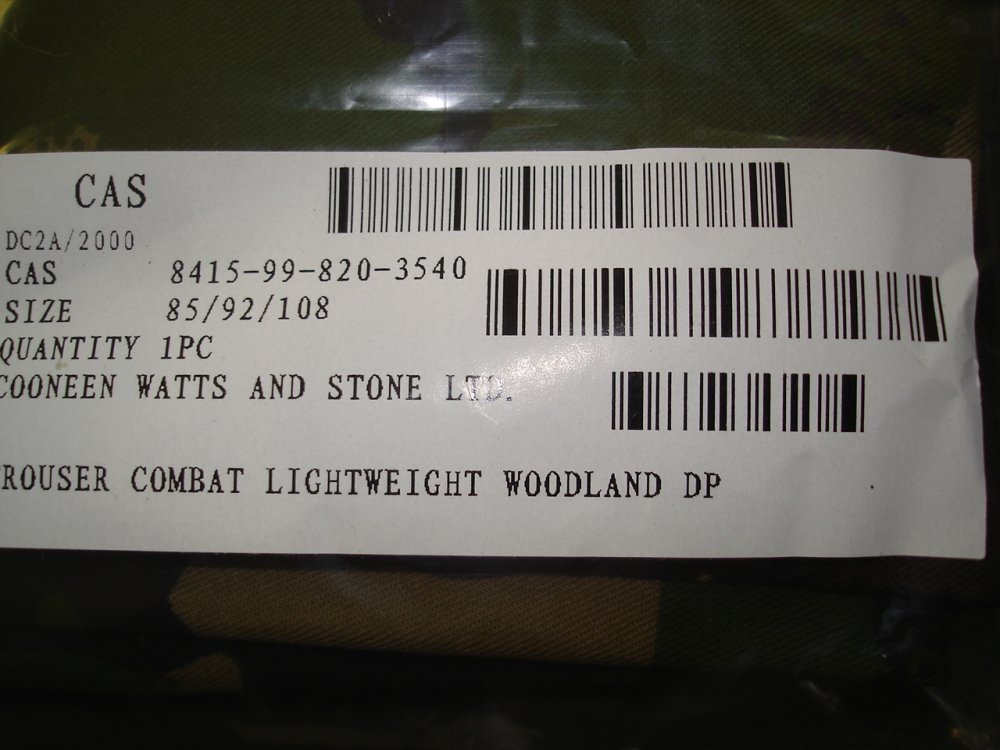 CAS
DC2A/2000
CAS 8415-99-820-3540
SIZE 85/92/108
QUANTITY 1PC
COONEEN WATTS AND STONE LTD.
ROUSER COMBAT LIGHTWEIGHT WOODLAND DP